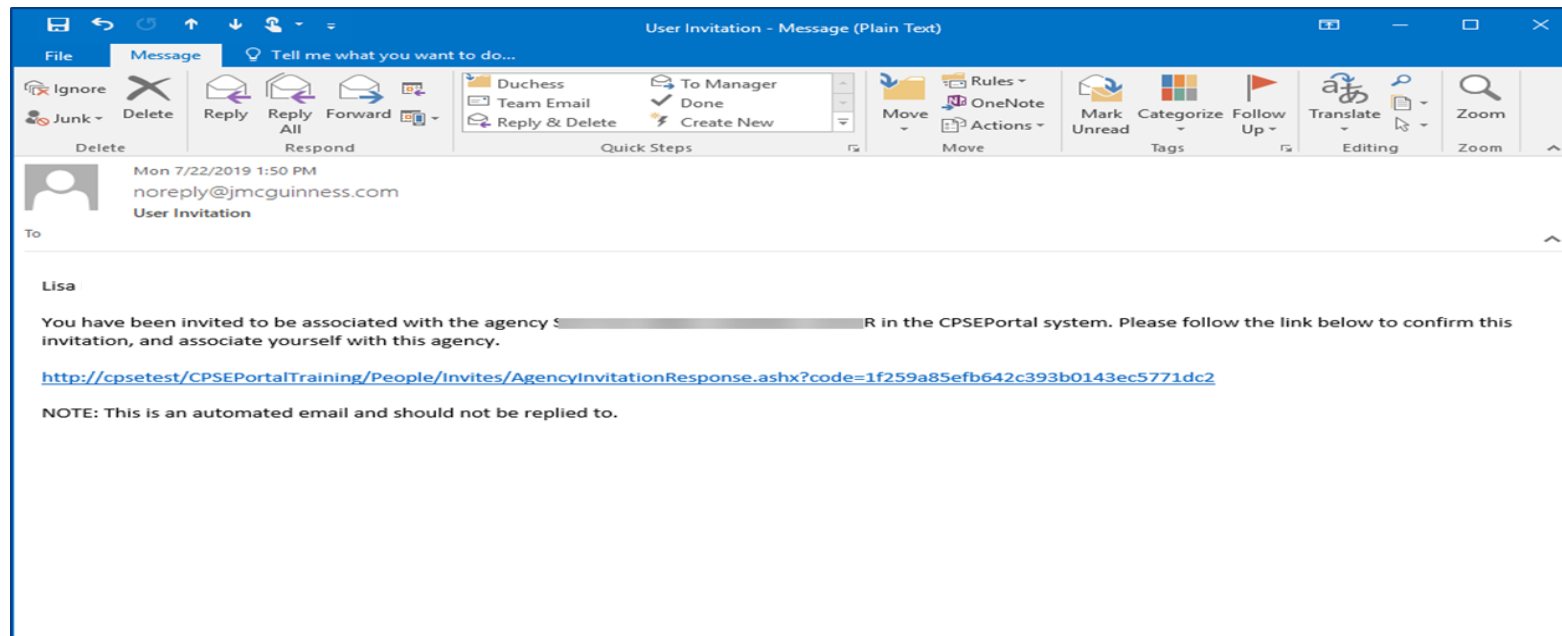 User Invitation - Message (Plain Text)
File Message Tell me what you want to do...
Ignore
Junk
Delete
Reply
Reply All
Forward
Duchess
Team Email
Reply & Delete
To Manager
Done
Create New
Move
Rules
OneNote
Actions
Mark Unread
Categorize
Follow Up
Translate
Zoom
Delete Respond Quick Steps Move Tags Editing Zoom
Mon 7/22/2019 1:50 PM
noreply@jmcguinness.com
User Invitation
To
Lisa
You have been invited to be associated with the agency S R in the CPSEPortal system. Please follow the link below to confirm this
invitation, and associate yourself with this agency.
http://cpsetest/CPSEPortalTraining/People/Invites/AgencyInvitationResponse.ashx?code=1f259a85efb642c393b0143ec5771dc2
NOTE: This is an automated email and should not be replied to.